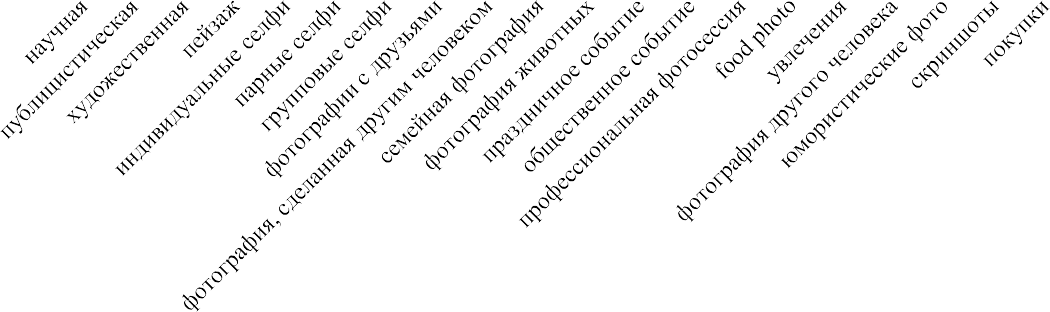 научная
публицистическая
художественная
пейзаж
индивидуальные селфи
парные селфи
групповые селфи
фотографии с друзьями
фотография, сделанная другим человеком
семейная фотография
фотография животных
праздничное событие
общественное событие
профессиональная фотосессия
food photo
увлечения
фотография другого человека
юмористические фото
скриншоты
покупки